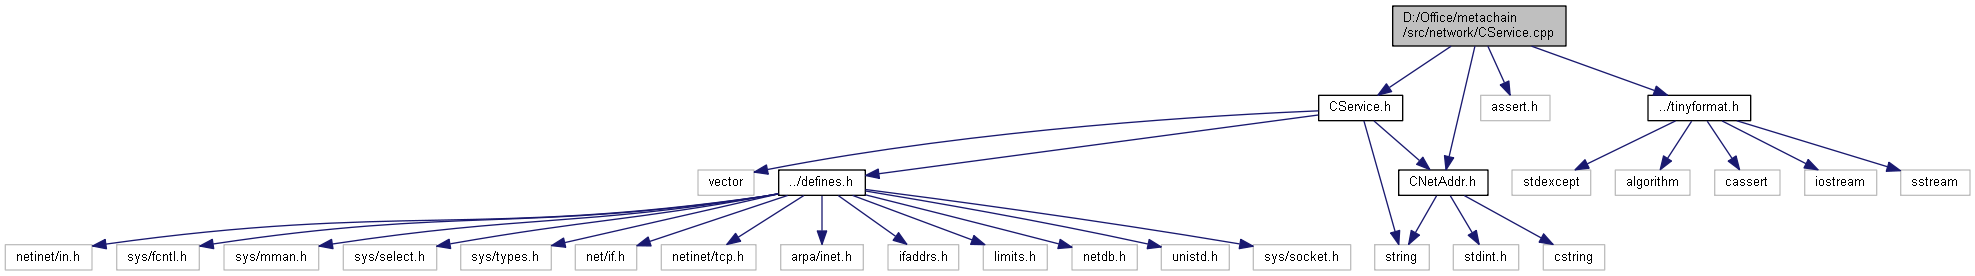 D:/Office/metachain
/src/network/CService.cpp
CService.h
assert.h
../tinyformat.h
vector
../defines.h
CNetAddr.h
stdexcept
algorithm
cassert
iostream
sstream
netinet/in.h
sys/fcntl.h
sys/mman.h
sys/select.h
sys/types.h
net/if.h
netinet/tcp.h
arpa/inet.h
ifaddrs.h
limits.h
netdb.h
unistd.h
sys/socket.h
string
stdint.h
cstring